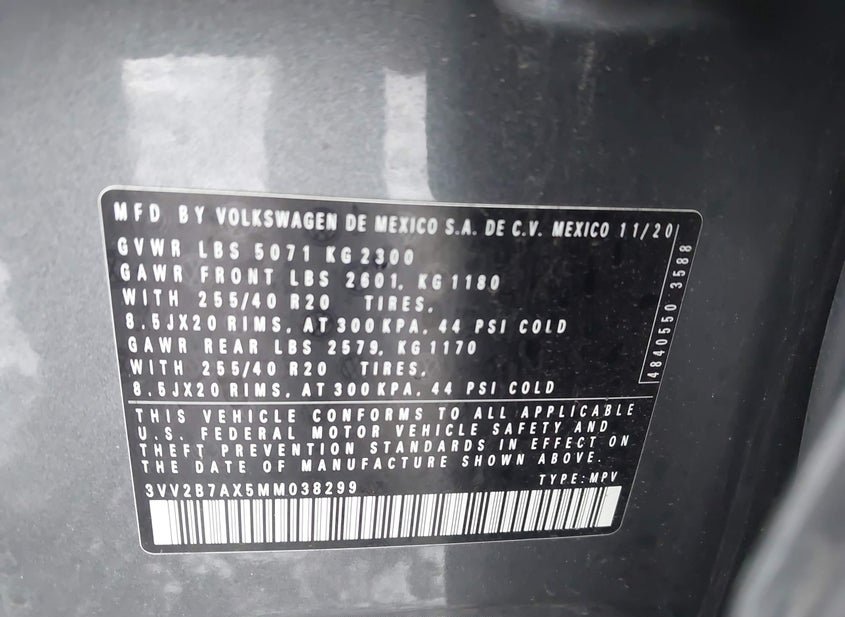 MFD BY VOLKSWAGEN DE MEXICO S.A. DE C.V. MEXICO 11/20
GVWR LBS 5071 KG 2300
GAWR FRONT LBS 2601, KG 1180
WITH 255/40 R20 TIRES,
8.5JX20 RIMS, AT 300 KPA, 44 PSI COLD
GAWR REAR LBS 2579, KG 1170
WITH 255/40 R20 TIRES,
8.5JX20 RIMS, AT 300 KPA, 44 PSI COLD
4840550 3588
THIS VEHICLE CONFORMS TO ALL APPLICABLE
U.S. FEDERAL MOTOR VEHICLE SAFETY AND
THEFT PREVENTION STANDARDS IN EFFECT ON
THE DATE OF MANUFACTURE SHOWN ABOVE.
3VV2B7AX5MM038299 TYPE: MPV